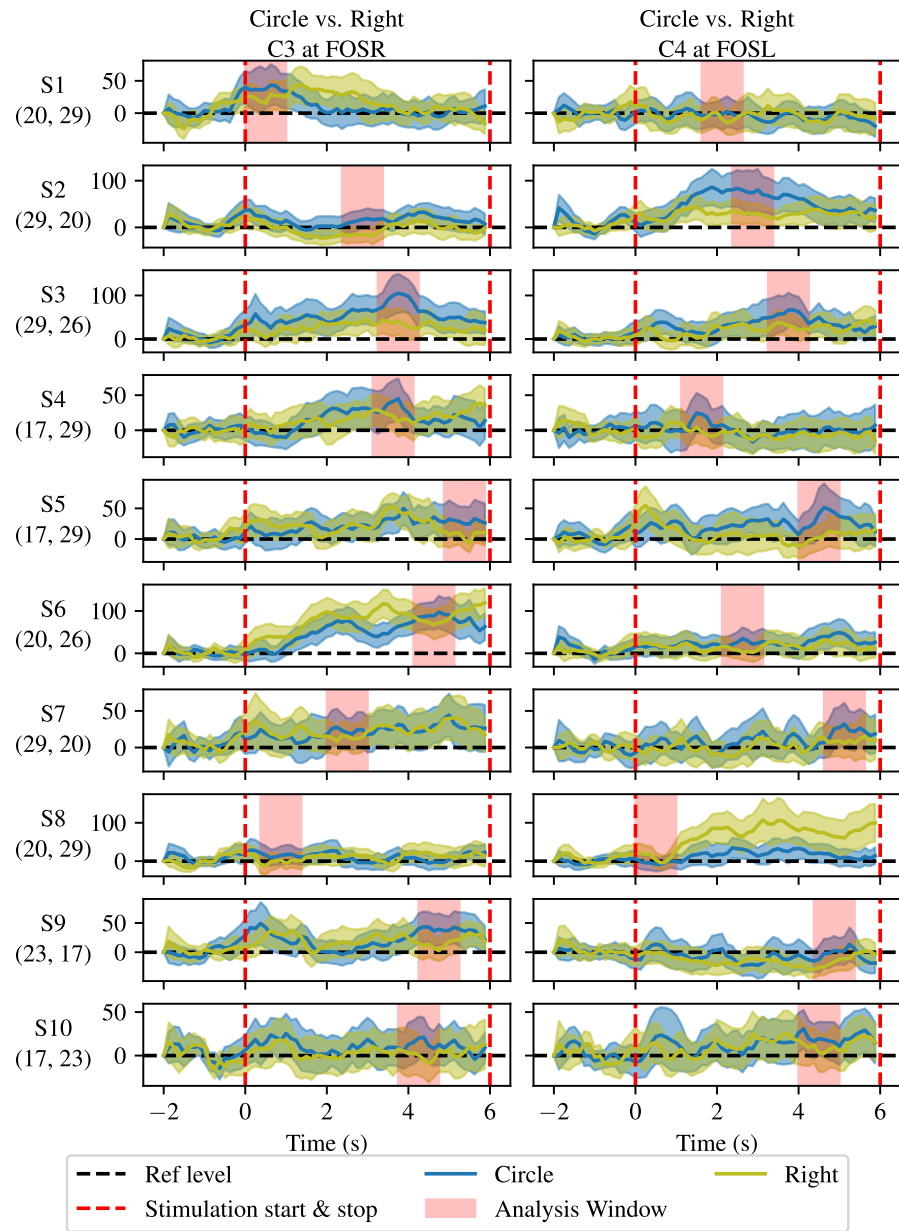 Circle vs. Right
C3 at FOSR
Circle vs. Right
C4 at FOSL
S1
(20, 29)
50
0
S2
(29, 20)
100
0
S3
(29, 26)
100
0
S4
(17, 29)
50
0
S5
(17, 29)
50
0
S6
(20, 26)
100
0
S7
(29, 20)
50
0
S8
(20, 29)
100
0
S9
(23, 17)
50
0
S10
(17, 23)
50
0
−2 0 2 4 6
−2 0 2 4 6
Time (s)
Time (s)
Ref level
Circle
Right
Stimulation start & stop
Analysis Window